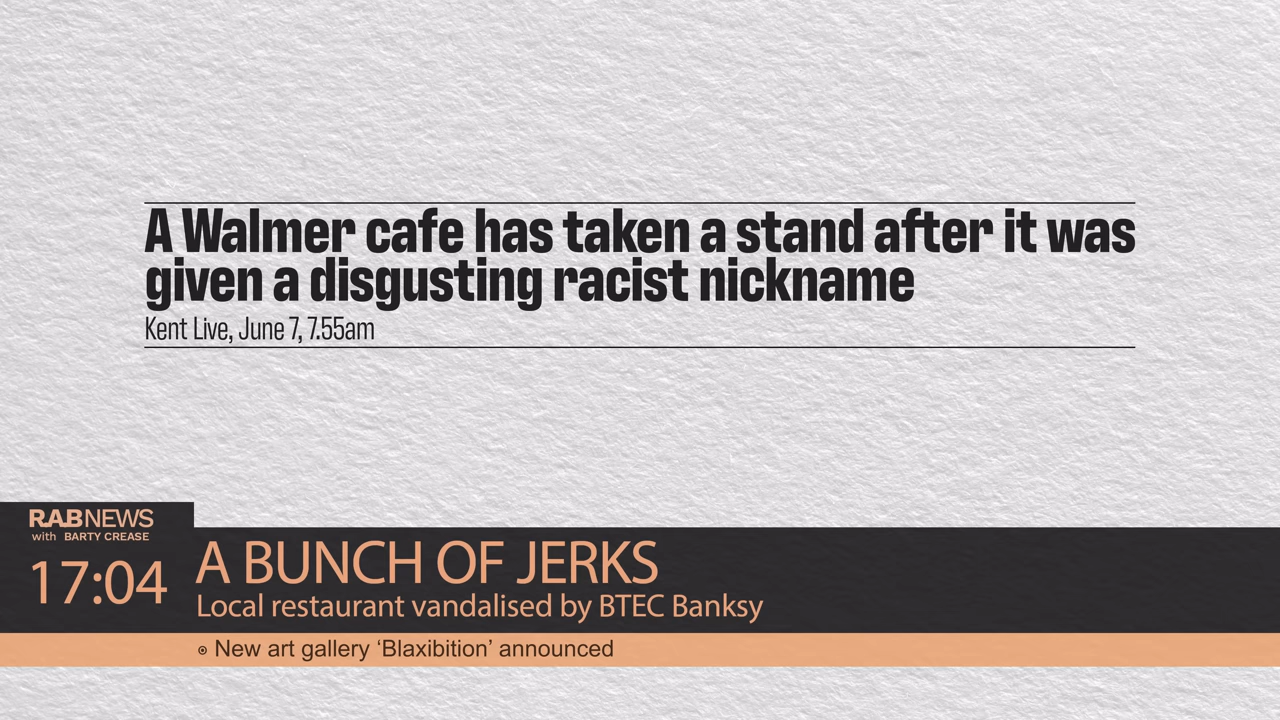 A Walmer cafe has taken a stand after it was
given a disgusting racist nickname
Kent Live, June 7, 7.55am
RABNEWS
with BARTY CREASE
17:04
A BUNCH OF JERKS
Local restaurant vandalised by BTEC Banksy
⊙ New art gallery ‘Blaxibition’ announced